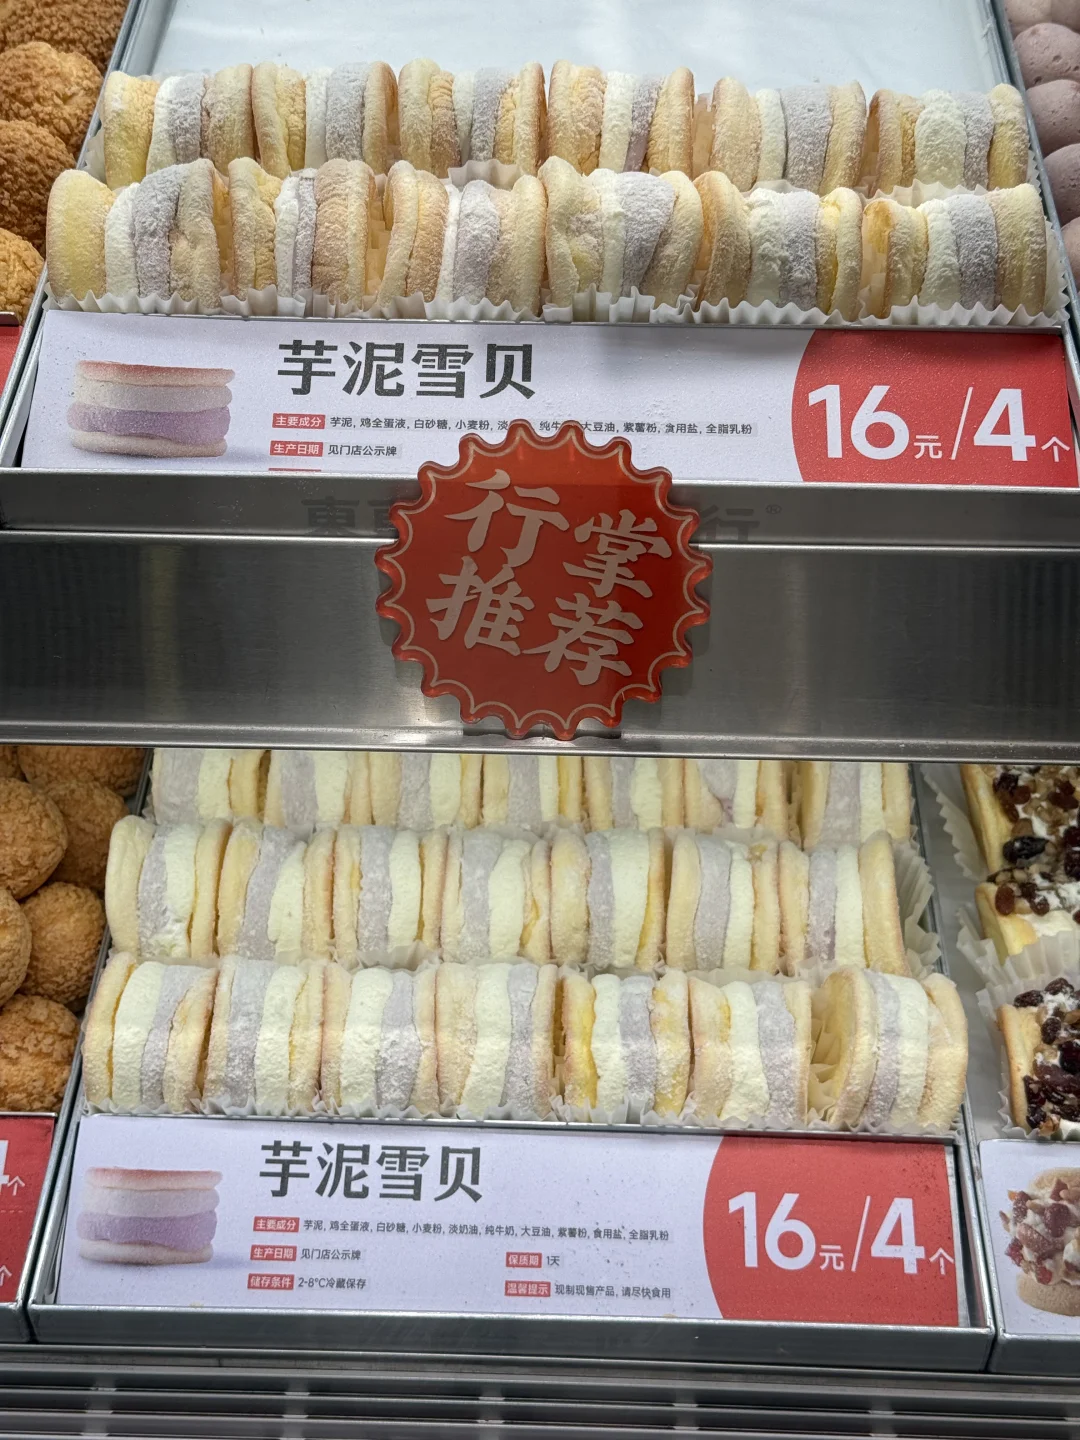 芋泥雪贝
主要成分 芋泥, 鸡全蛋液, 白砂糖, 小麦粉, 淡 纯牛 大豆油, 紫薯粉, 食用盐, 全脂乳粉
生产日期 见门店公示牌
16元/4个
行掌
推荐
東 行®
芋泥雪贝
主要成分 芋泥, 鸡全蛋液, 白砂糖, 小麦粉, 淡奶油, 纯牛奶, 大豆油, 紫薯粉, 食用盐, 全脂乳粉
生产日期 见门店公示牌
保质期 1天
储存条件 2-8°C冷藏保存
温馨提示 现制现售产品, 请尽快食用
16元/4个
4个
个